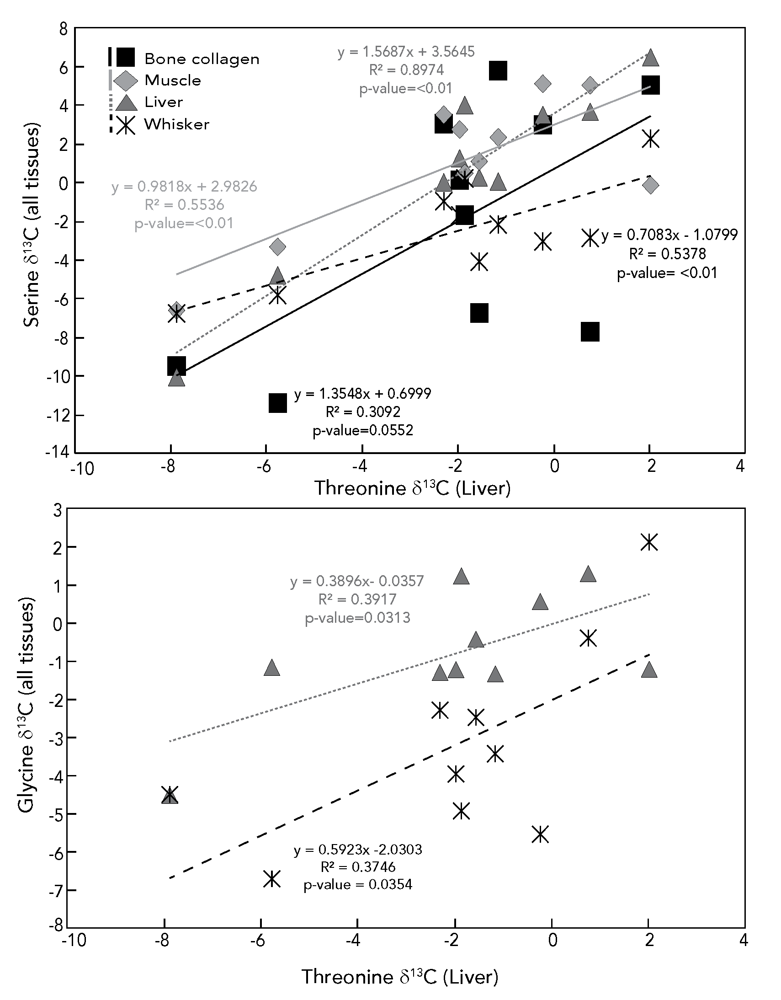 8
6
4
2
0
-2
-4
-6
-8
-10
-12
-14
Serine δ¹³C (all tissues)
Bone collagen
Muscle
Liver
Whisker
y = 1.5687x + 3.5645
R² = 0.8974
p-value=<0.01
y = 0.9818x + 2.9826
R² = 0.5536
p-value=<0.01
y = 0.7083x - 1.0799
R² = 0.5378
p-value= <0.01
y = 1.3548x + 0.6999
R² = 0.3092
p-value=0.0552
-10 -8 -6 -4 -2 0 2 4
Threonine δ¹³C (Liver)
3
2
1
0
-1
-2
-3
-4
-5
-6
-7
-8
Glycine δ¹³C (all tissues)
y = 0.3896x- 0.0357
R² = 0.3917
p-value=0.0313
y = 0.5923x -2.0303
R² = 0.3746
p-value = 0.0354
-10 -8 -6 -4 -2 0 2 4
Threonine δ¹³C (Liver)